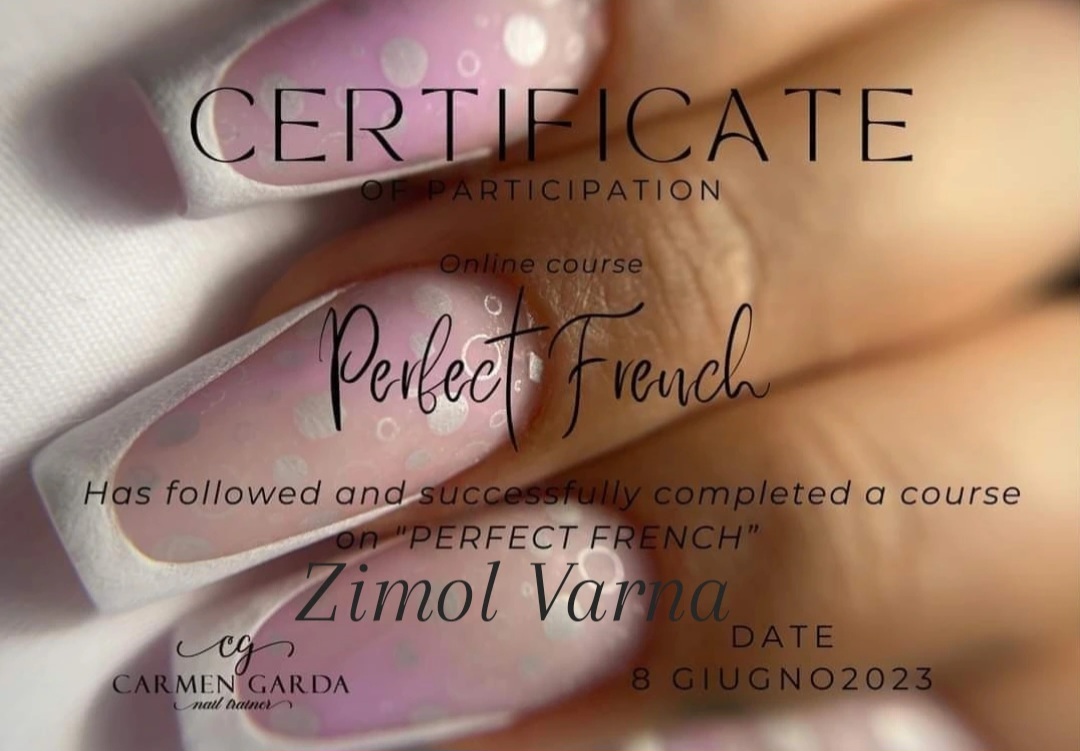 CERTIFICATE
OF PARTICIPATION
Online course
Perfect French
Has followed and successfully completed a course
on "PERFECT FRENCH”
Zimol Varna
cg
CARMEN GARDA
nail trainer
DATE
8 GIUGNO2023